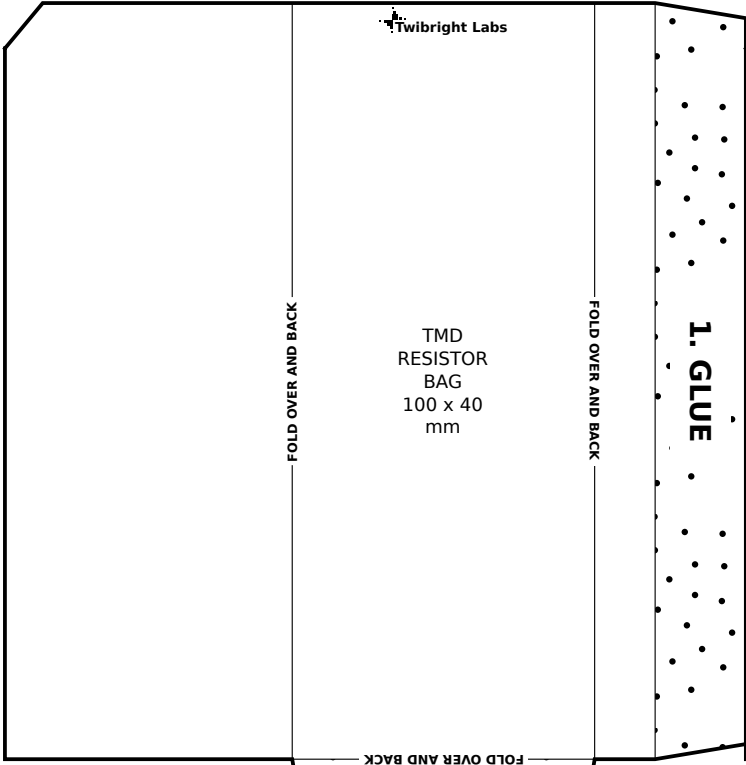 Twibright Labs
FOLD OVER AND BACK
TMD
RESISTOR
BAG
100 x 40
mm
FOLD OVER AND BACK
1. GLUE
FOLD OVER AND BACK